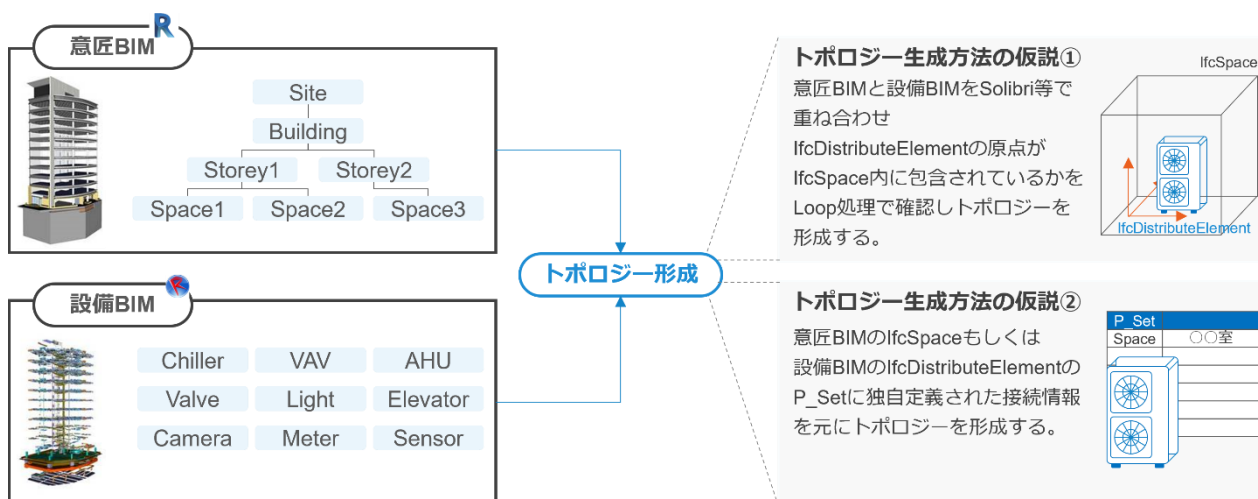 意匠BIM
R
Site
Building
Storey1 Storey2
Space1 Space2 Space3
設備BIM
Chiller VAV AHU
Valve Light Elevator
Camera Meter Sensor
トポロジー形成
トポロジー生成方法の仮説①
意匠BIMと設備BIMをSolibri等で
重ね合わせ
IfcDistributeElementの原点が
IfcSpace内に包含されているかを
Loop処理で確認しトポロジーを
形成する。
IfcSpace
IfcDistributeElement
トポロジー生成方法の仮説②
意匠BIMのIfcSpaceもしくは
設備BIMのIfcDistributeElementの
P_Setに独自定義された接続情報
を元にトポロジーを形成する。
P_Set
Space 〇〇室